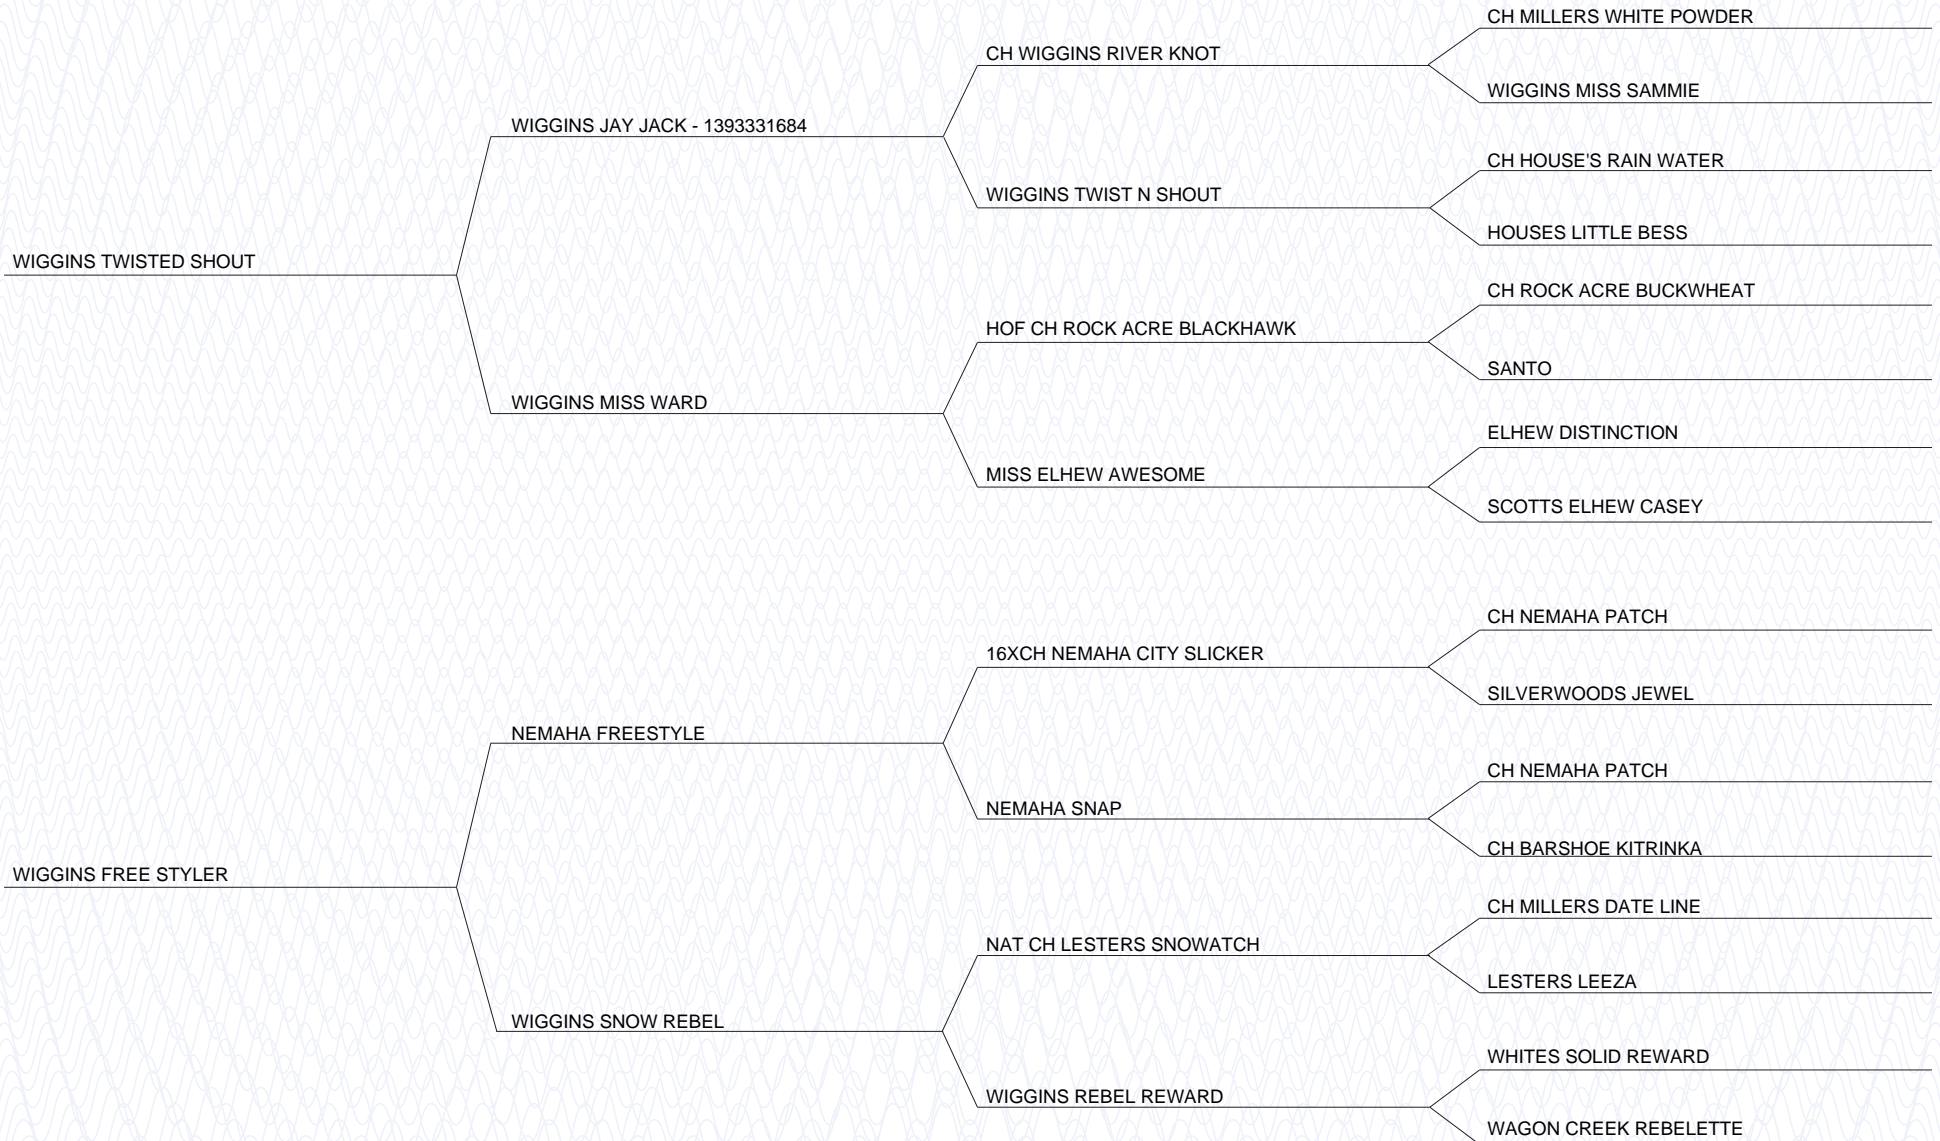 CH MILLERS WHITE POWDER
CH WIGGINS RIVER KNOT
WIGGINS MISS SAMMIE
WIGGINS JAY JACK - 1393331684
CH HOUSE'S RAIN WATER
WIGGINS TWIST N SHOUT
HOUSES LITTLE BESS
WIGGINS TWISTED SHOUT
CH ROCK ACRE BUCKWHEAT
HOF CH ROCK ACRE BLACKHAWK
SANTO
WIGGINS MISS WARD
ELHEW DISTINCTION
MISS ELHEW AWESOME
SCOTTS ELHEW CASEY
CH NEMAHA PATCH
16XCH NEMAHA CITY SLICKER
SILVERWOODS JEWEL
NEMAHA FREESTYLE
CH NEMAHA PATCH
NEMAHA SNAP
CH BARSHOE KITRINKA
WIGGINS FREE STYLER
CH MILLERS DATE LINE
NAT CH LESTERS SNOWATCH
LESTERS LEEZA
WIGGINS SNOW REBEL
WHITES SOLID REWARD
WIGGINS REBEL REWARD
WAGON CREEK REBELETTE